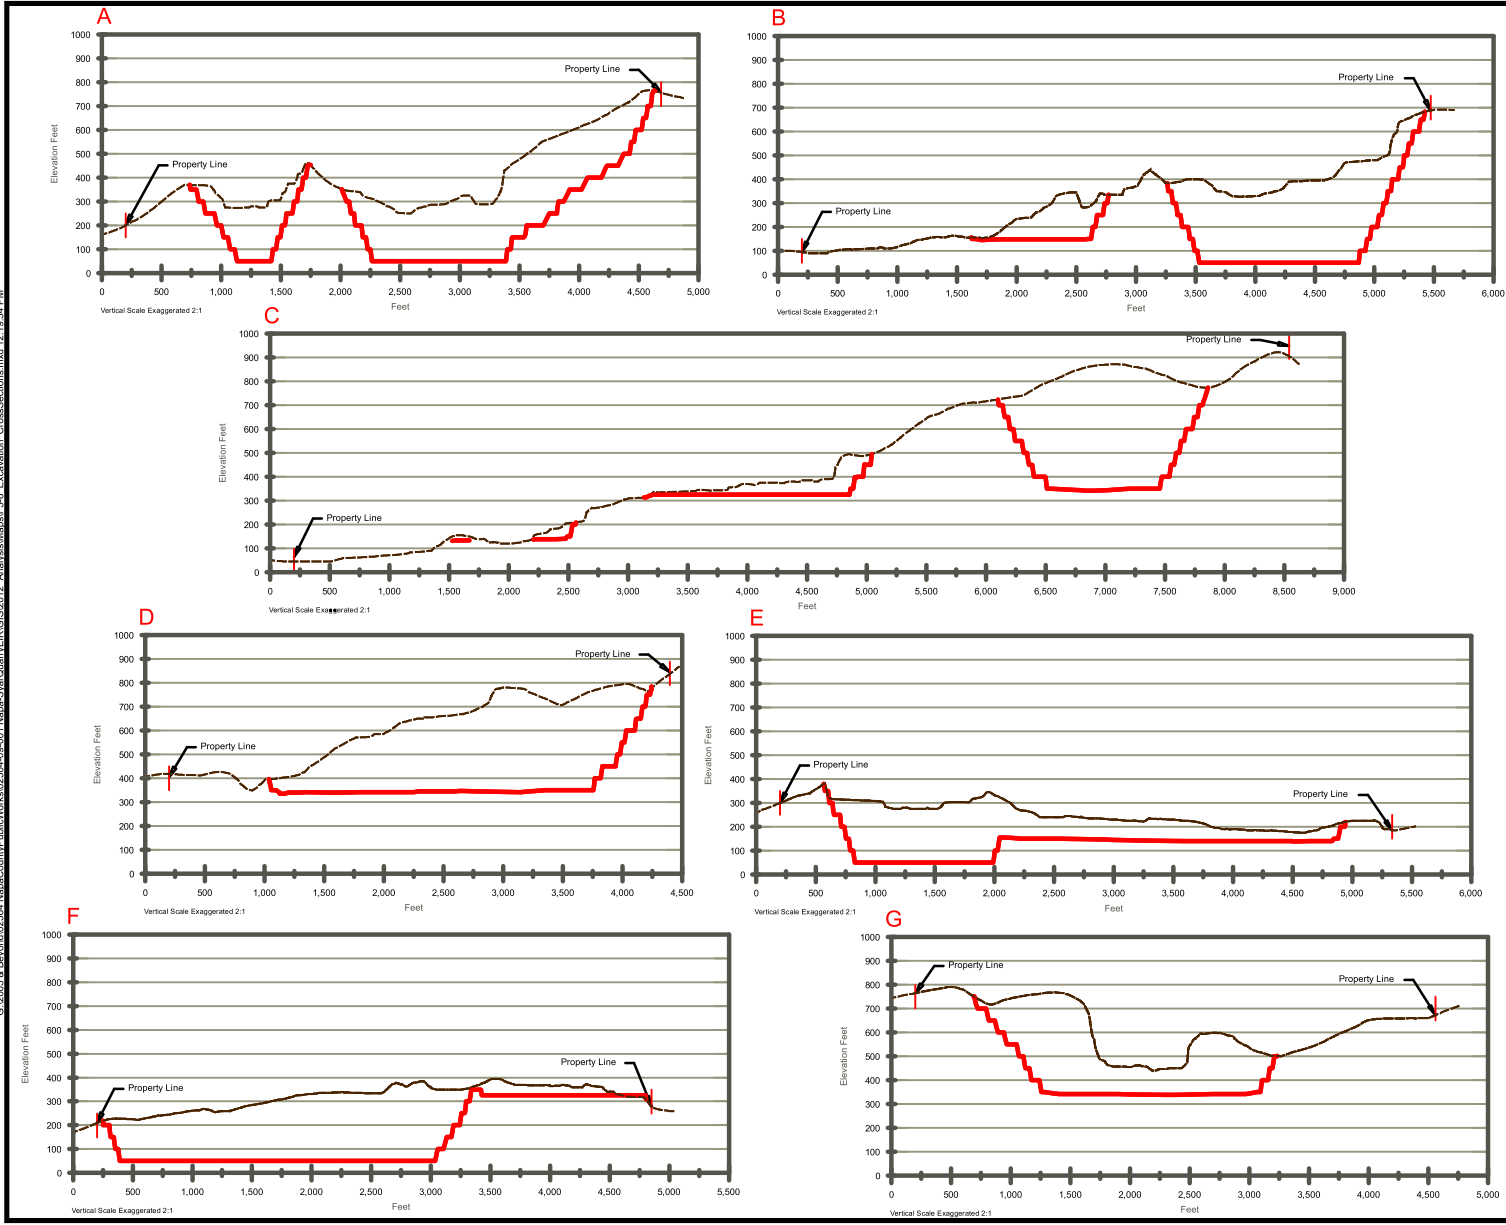 A
1000
900
800
700
600
500
400
300
200
100
0
Elevation Feet
Property Line
Property Line
0 500 1,000 1,500 2,000 2,500 3,000 3,500 4,000 4,500 5,000
Feet
Vertical Scale Exaggerated 2:1
B
1000
900
800
700
600
500
400
300
200
100
0
Elevation Feet
Property Line
Property Line
0 500 1,000 1,500 2,000 2,500 3,000 3,500 4,000 4,500 5,000 5,500 6,000
Feet
Vertical Scale Exaggerated 2:1
C
1000
900
800
700
600
500
400
300
200
100
0
Elevation Feet
Property Line
Property Line
0 500 1,000 1,500 2,000 2,500 3,000 3,500 4,000 4,500 5,000 5,500 6,000 6,500 7,000 7,500 8,000 8,500 9,000
Feet
Vertical Scale Exaggerated 2:1
D
1000
900
800
700
600
500
400
300
200
100
0
Elevation Feet
Property Line
Property Line
0 500 1,000 1,500 2,000 2,500 3,000 3,500 4,000 4,500
Feet
Vertical Scale Exaggerated 2:1
E
1000
900
800
700
600
500
400
300
200
100
0
Elevation Feet
Property Line
Property Line
0 500 1,000 1,500 2,000 2,500 3,000 3,500 4,000 4,500 5,000 5,500 6,000
Feet
Vertical Scale Exaggerated 2:1
F
1000
900
800
700
600
500
400
300
200
100
0
Elevation Feet
Property Line
Property Line
0 500 1,000 1,500 2,000 2,500 3,000 3,500 4,000 4,500 5,000 5,500
Feet
Vertical Scale Exaggerated 2:1
G
1000
900
800
700
600
500
400
300
200
100
0
Elevation Feet
Property Line
Property Line
0 500 1,000 1,500 2,000 2,500 3,000 3,500 4,000 4,500 5,000
Feet
Vertical Scale Exaggerated 2:1